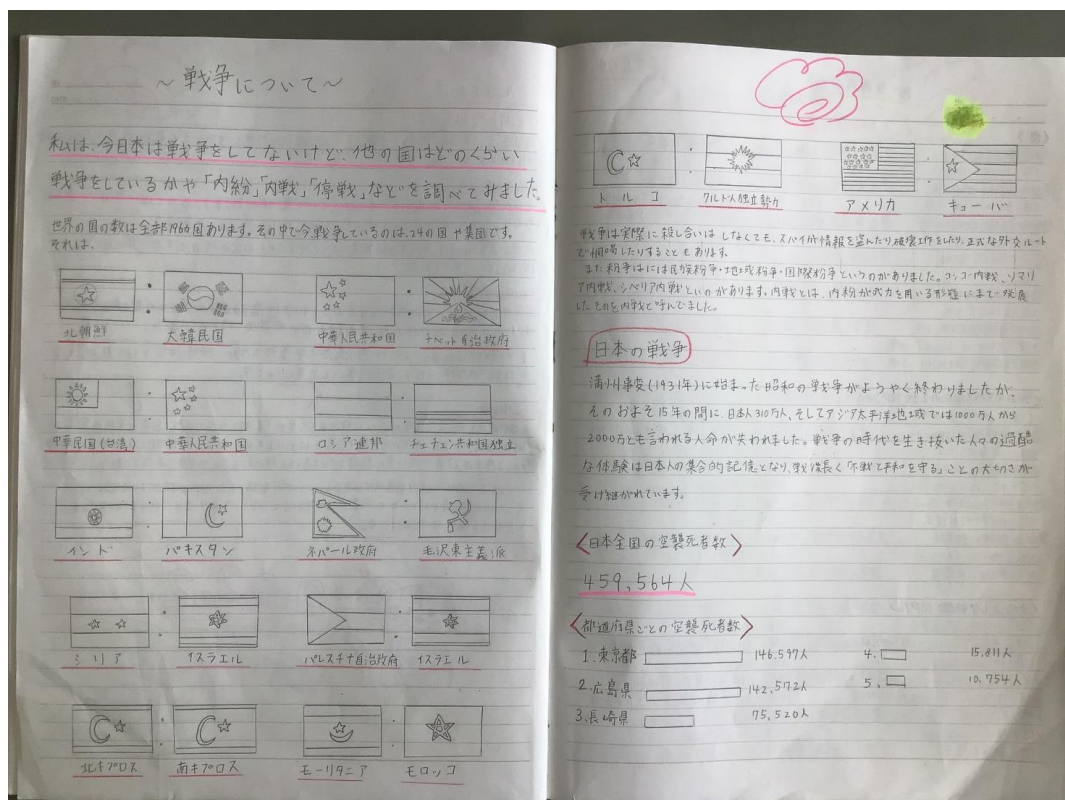 ～戦争について～
私は、今日本は戦争をしてないけど、他の国はどのくらい
戦争をしているかや「内紛」「内戦」「停戦」などを調べてみました。
世界の国の数は全部196ヵ国あります。その中で今戦争しているのは、24の国や集団です。
それは、
北朝鮮 : 大韓民国 中華人民共和国 : チベット自治政府
中華民国(台湾) : 中華人民共和国 ロシア連邦 : チェチェン共和国独立
インド : パキスタン ネパール政府 : 毛沢東主義派
シリア : イスラエル パレスチナ自治政府 : イスラエル
北キプロス : 南キプロス モーリタニア : モロッコ
トルコ : クルド人独立勢力 アメリカ : キューバ
戦争は実際に殺し合いはしなくても、スパイが情報を盗んだり、破壊工作をしたり、正式な外交ルート
で恫喝したりすることもあります。
また紛争はには民族紛争・地域紛争・国際紛争というのがありました。コンゴ内戦、ソマリ
ア内戦、シベリア内戦といのがあります。内戦とは、内紛が武力を用いる形態にまで発展
したものを内戦と呼んでました。
日本の戦争
満州事変(1931年)に始まった昭和の戦争がようやく終わりましたが、
そのおよそ15年の間に、日本人310万人、そしてアジア太平洋地域では1000万人から
2000万とも言われる人命が失われました。戦争の時代を生き抜いた人々の過酷
な体験は日本人の集合的記憶となり、戦後長く「不戦と平和を守る」ことの大切さが
受け継がれています。
〈日本全国の空襲死者数〉
459,564人
〈都道府県ごとの空襲死者数〉
1.東京都 146.597人 4. 15,811人
2.広島県 142,572人 5. 10,754人
3.長崎県 75,520人